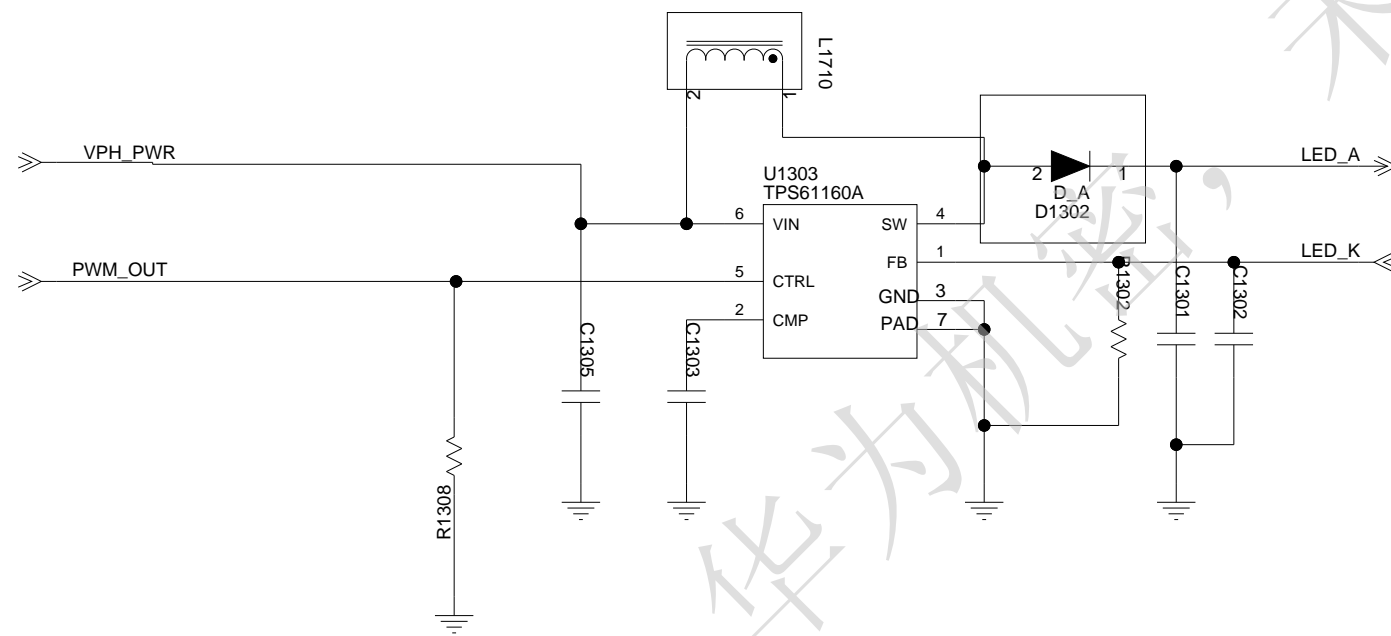 L1710
2
1
VPH_PWR
LED_A
2
1
U1303
TPS61160A
D_A
D1302
6
VIN
SW
4
PWM_OUT
LED_K
5
CTRL
FB
1
R1302
C1301
C1302
GND
3
2
CMP
PAD
7
C1305
C1303
R1308
华为机密,